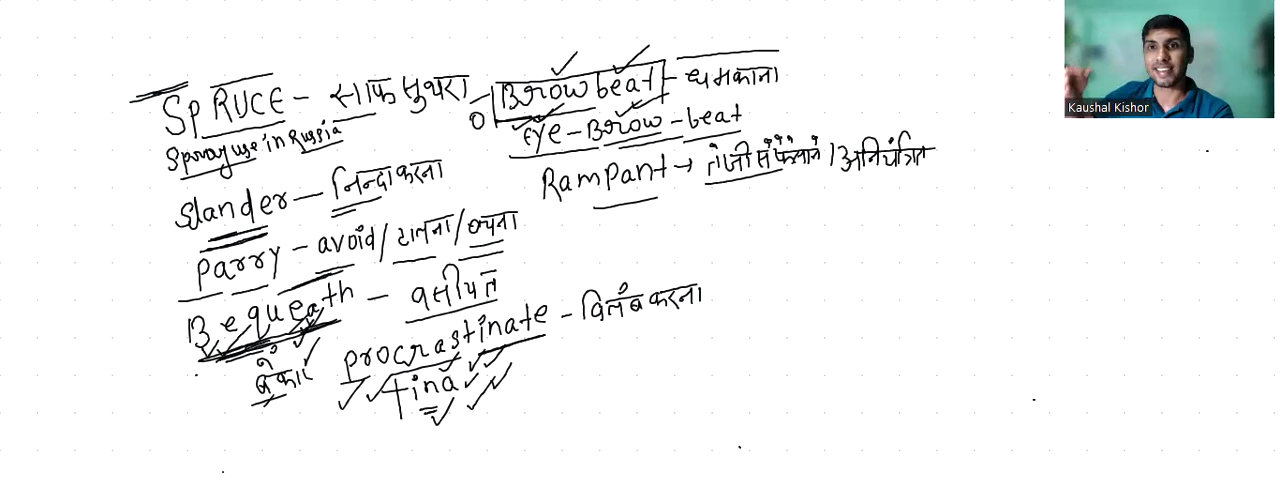 SpRUCE - साफ सुथरा
Spray use in Russia
Browbeat - धमकाना
Eye-Brow-beat
Slander - निन्दा करना
Rampant → तेजी से फैलाने / अनियंत्रित
Parry - avoid/टालना/बचना
Bequeath - वसीयत
बेकार
procrastinate - विलंब करना
tina
Kaushal Kishor